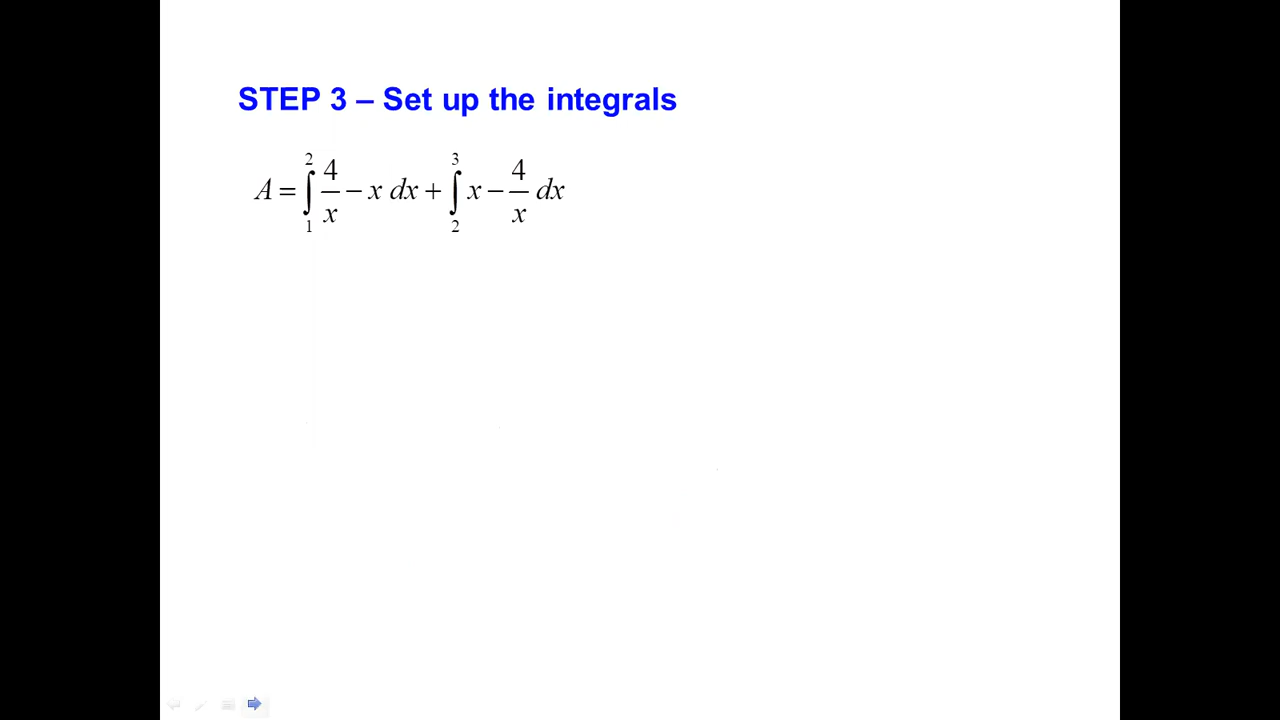 STEP 3 – Set up the integrals
A = ∫₁² 4/x − x dx + ∫₂³ x − 4/x dx